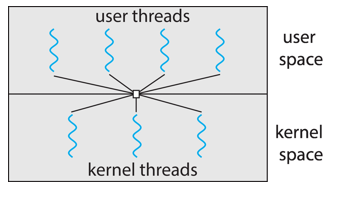 user threads
user
space
kernel
space
kernel threads